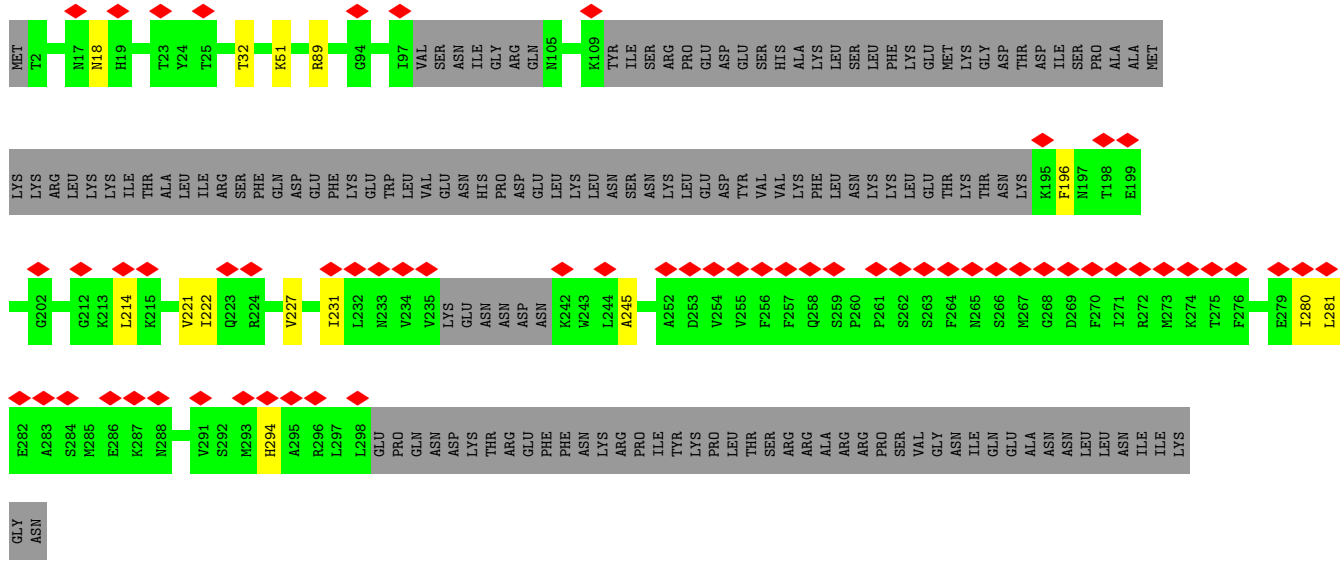 MET T2 N17 N18 H19 T23 Y24 T25 T32 K51 R89 G94 I97 VAL SER ASN ILE GLY ARG GLN N105 K109 TYR ILE SER ARG PRO GLU ASP GLU SER HIS ALA LYS LEU SER LEU PHE LYS GLU MET LYS GLY ASP THR ASP ILE SER PRO ALA ALA MET
LYS LYS ARG LEU LYS LYS ILE THR ALA LEU ILE ARG SER PHE GLN ASP GLU PHE LYS GLU TRP LEU VAL GLU ASN HIS PRO ASP GLU LEU LYS LEU ASN SER ASN LYS LEU GLU ASP TYR VAL VAL LYS PHE LEU ASN LYS LYS LEU GLU THR LYS THR ASN LYS K195 F196 N197 T198 E199
G202 G212 K213 L214 K215 V221 I222 Q223 R224 V227 I231 L232 N233 V234 V235 LYS GLU ASN ASN ASP ASN K242 W243 L244 A245 A252 D253 V254 V255 F256 F257 Q258 S259 P260 P261 S262 S263 F264 N265 S266 M267 G268 D269 F270 I271 R272 M273 K274 T275 F276 E279 I280 L281
E282 A283 S284 M285 E286 K287 N288 V291 S292 M293 H294 A295 R296 L297 L298 GLU PRO GLN ASN ASP LYS THR ARG GLU PHE PHE ASN LYS ARG PRO ILE TYR LYS PRO LEU THR SER ARG ARG ALA ARG ARG PRO SER VAL GLY ASN ILE GLN GLU ALA ASN ASN LEU LEU ASN ILE ILE LYS
GLY ASN